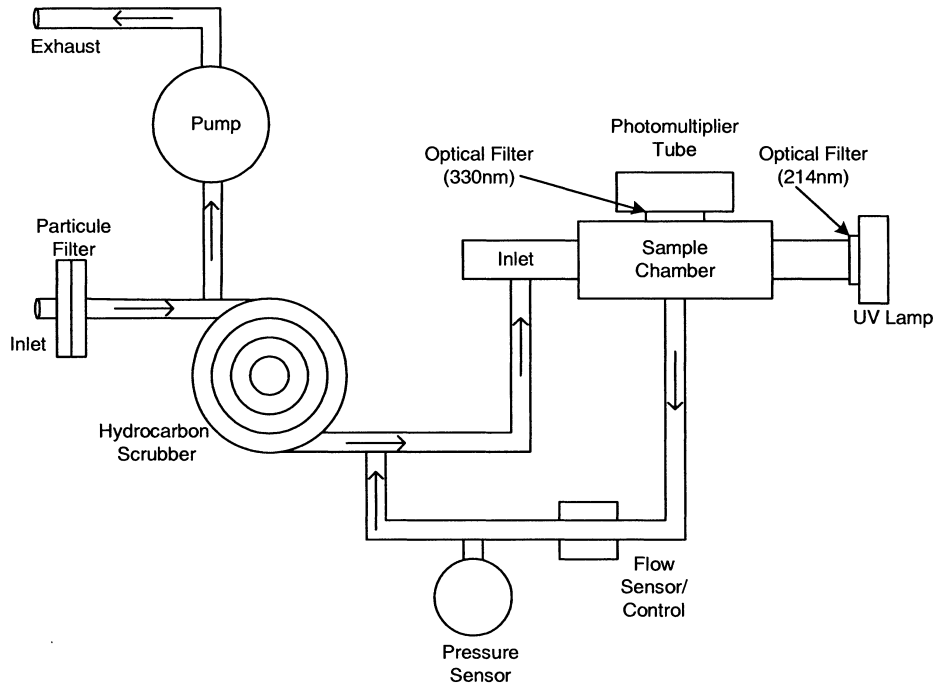 Exhaust
Pump
Photomultiplier
Tube
Optical Filter
(330nm)
Optical Filter
(214nm)
Particule
Filter
Inlet
Sample
Chamber
UV Lamp
Inlet
Hydrocarbon
Scrubber
Flow
Sensor/
Control
Pressure
Sensor